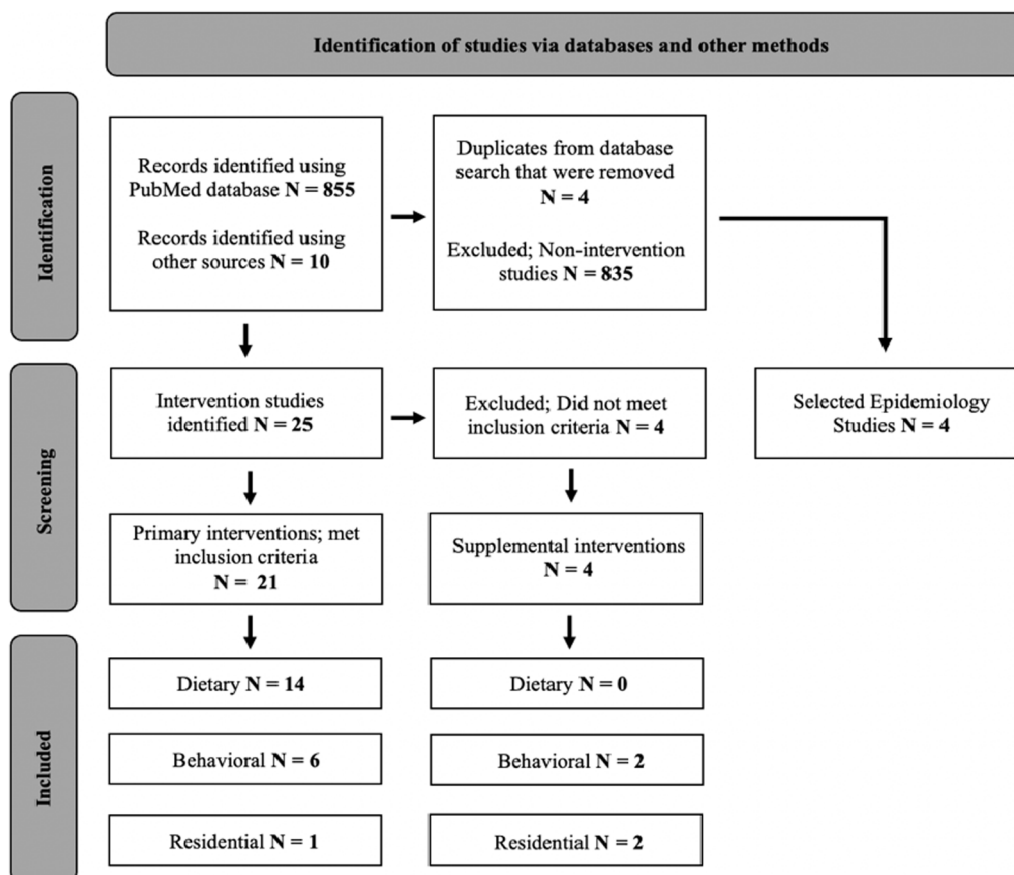 Identification of studies via databases and other methods
Identification
Records identified using
PubMed database N = 855
Records identified using
other sources N = 10
Duplicates from database
search that were removed
N = 4
Excluded; Non-intervention
studies N = 835
Screening
Intervention studies
identified N = 25
Excluded; Did not meet
inclusion criteria N = 4
Selected Epidemiology
Studies N = 4
Primary interventions; met
inclusion criteria
N = 21
Supplemental interventions
N = 4
Included
Dietary N = 14
Dietary N = 0
Behavioral N = 6
Behavioral N = 2
Residential N = 1
Residential N = 2